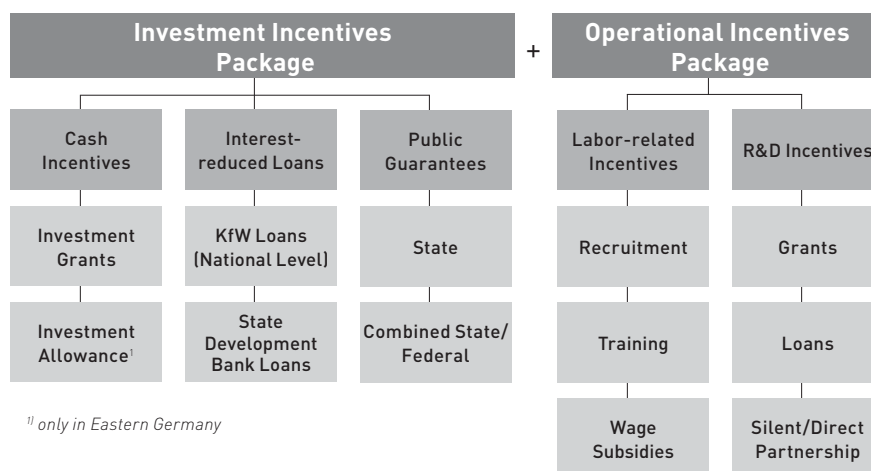 Investment Incentives
Package
+
Operational Incentives
Package
Cash
Incentives
Interest-
reduced Loans
Public
Guarantees
Labor-related
Incentives
R&D Incentives
Investment
Grants
KfW Loans
(National Level)
State
Recruitment
Grants
Investment
Allowance¹
State
Development
Bank Loans
Combined State/
Federal
Training
Loans
Wage
Subsidies
Silent/Direct
Partnership
¹⁾ only in Eastern Germany